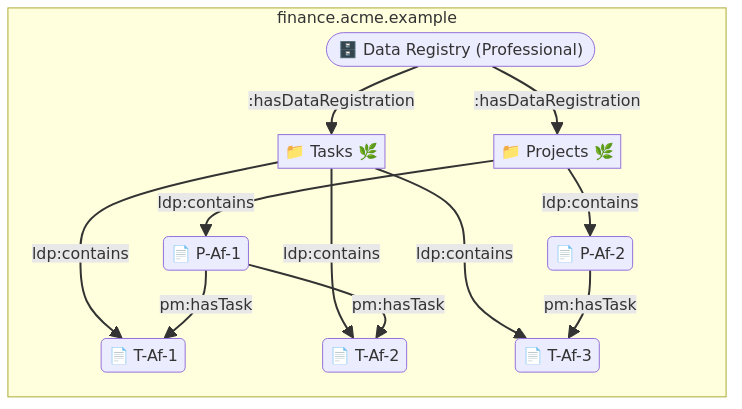 finance.acme.example
🗄️ Data Registry (Professional)
:hasDataRegistration
:hasDataRegistration
📁 Tasks 🌿
📁 Projects 🌿
ldp:contains
ldp:contains
ldp:contains
ldp:contains
ldp:contains
📄 P-Af-1
📄 P-Af-2
pm:hasTask
pm:hasTask
pm:hasTask
📄 T-Af-1
📄 T-Af-2
📄 T-Af-3